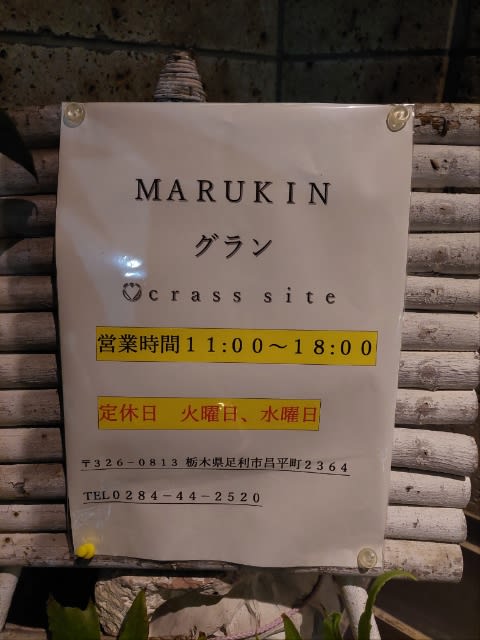 MARUKIN
グラン
♡crass site
営業時間11:00～18:00
定休日　火曜日、水曜日
〒326－0813 栃木県足利市昌平町2364
TEL0284－44－2520